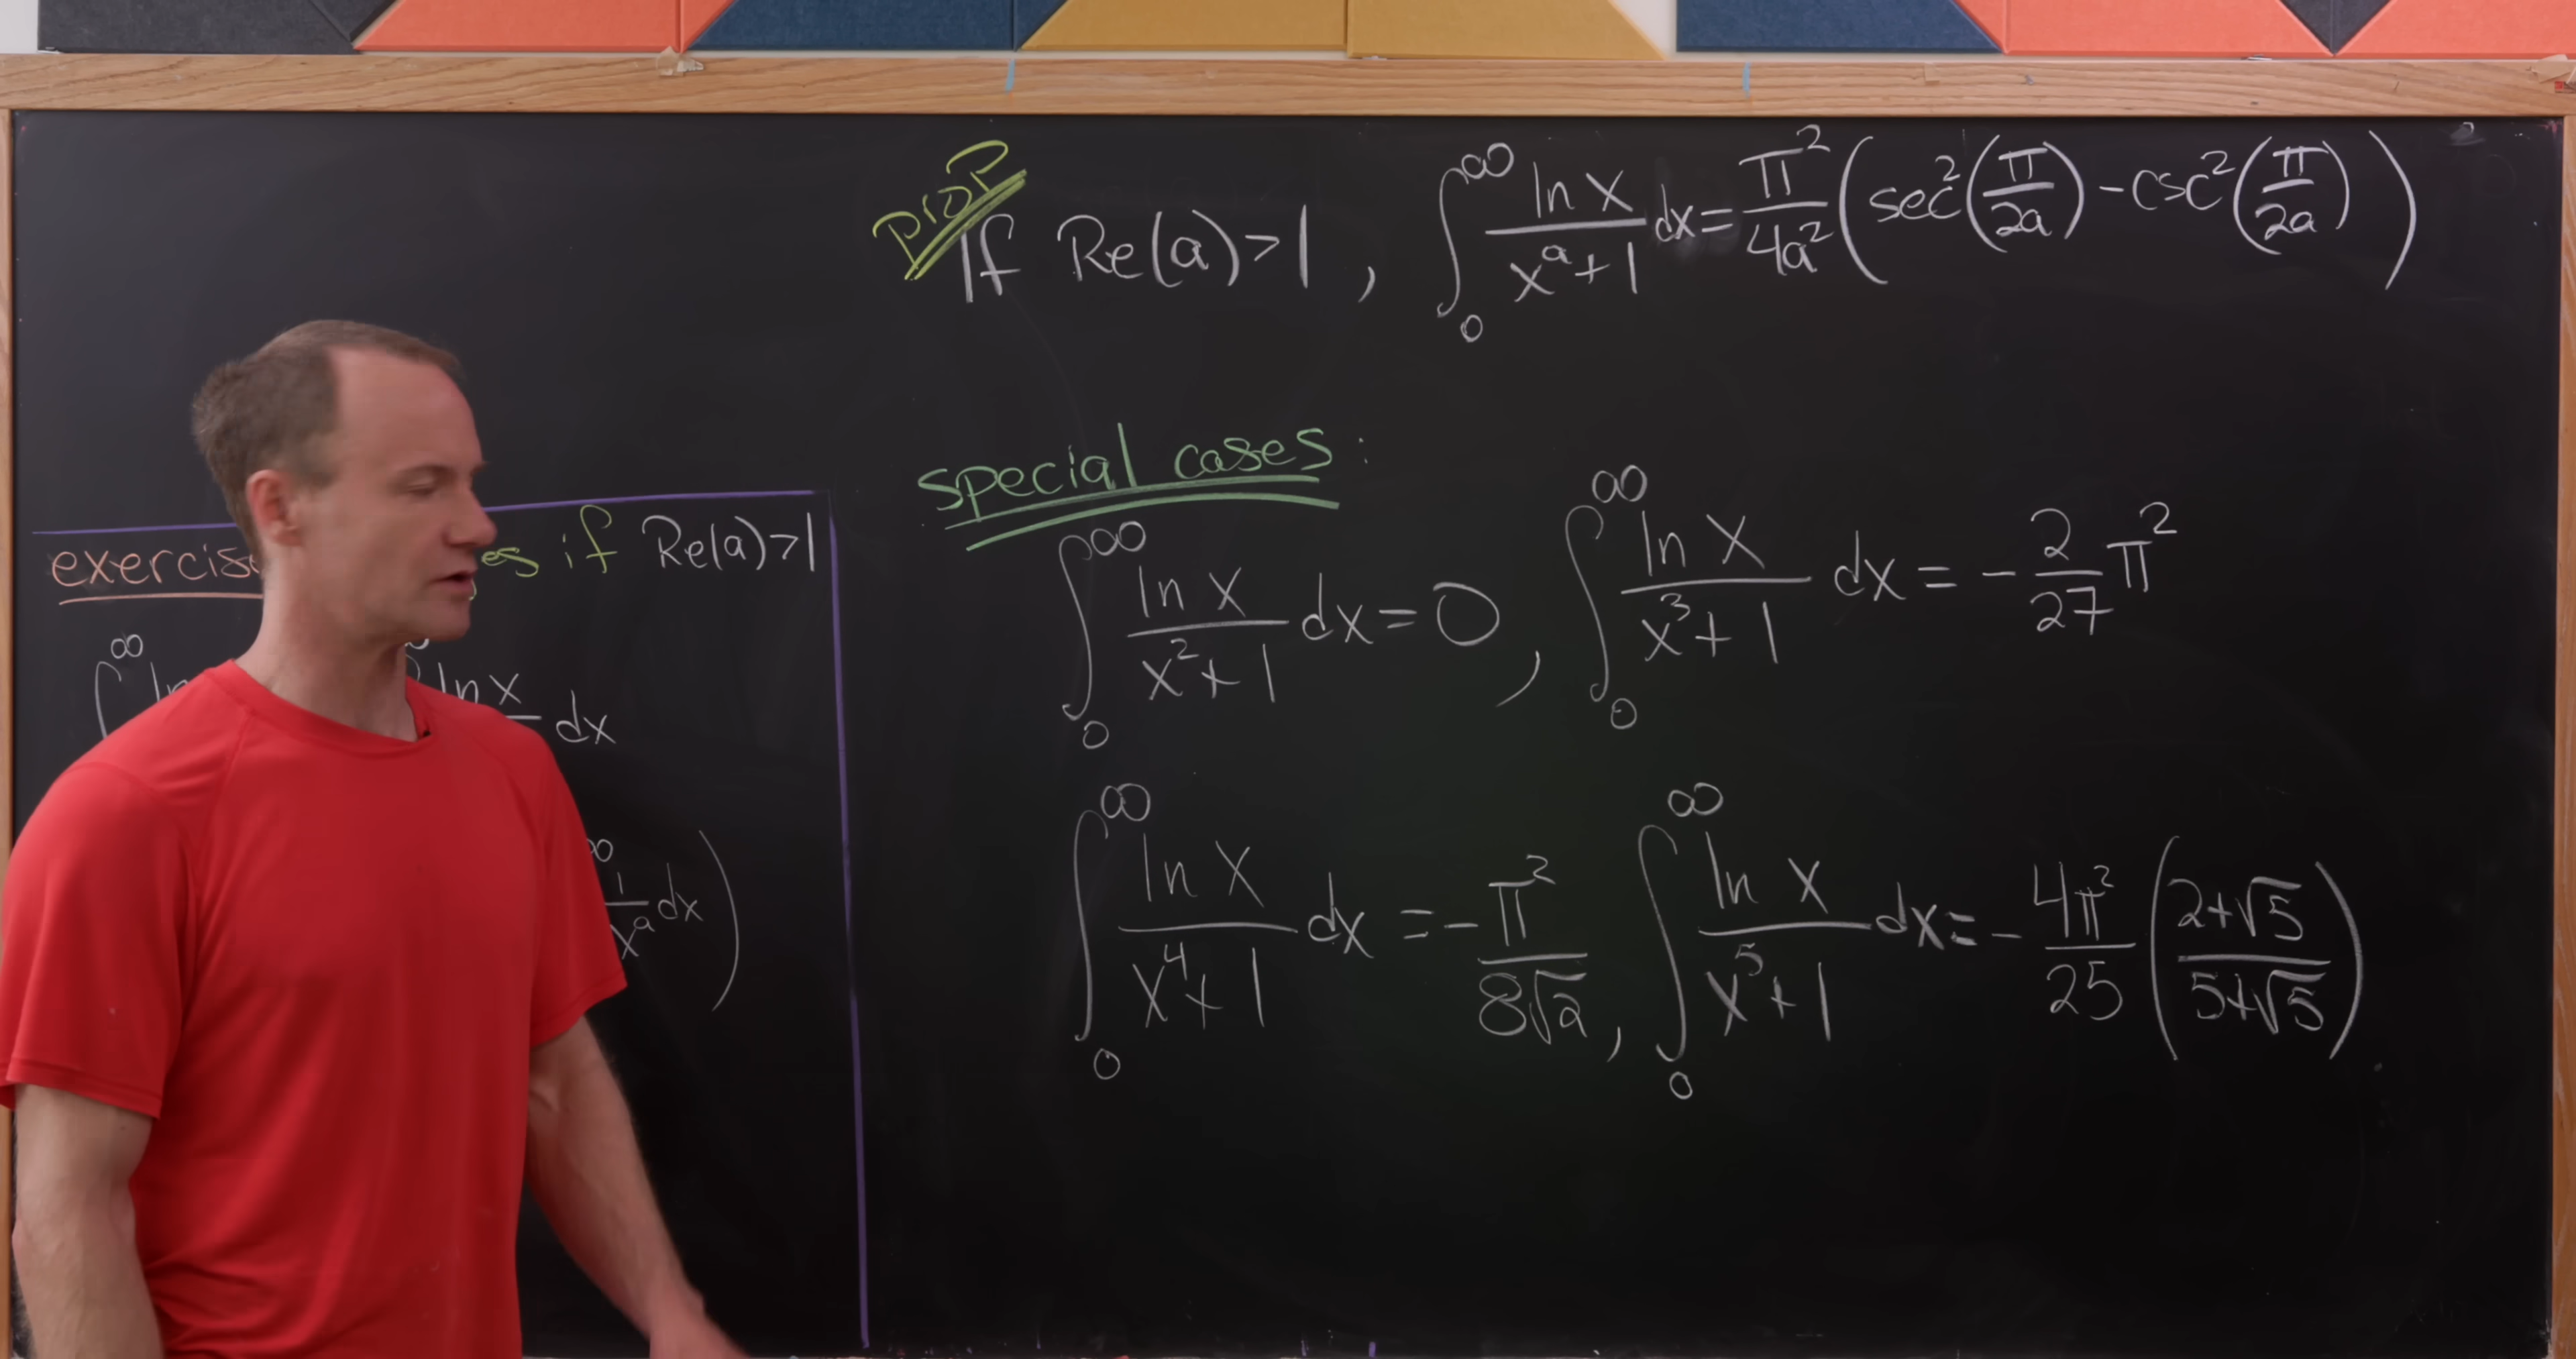 prop
If Re(a)>1, ∫₀^∞ ln x / (x^a + 1) dx = π²/4a² (sec²(π/2a) - csc²(π/2a))
special cases:
∫₀^∞ ln x / (x² + 1) dx = 0, ∫₀^∞ ln x / (x³ + 1) dx = - 2/27 π²
∫₀^∞ ln x / (x⁴ + 1) dx = - π² / 8√2, ∫₀^∞ ln x / (x⁵ + 1) dx = - 4π²/25 ((2+√5)/(5+√5)).
if Re(a)>1
∫₀^∞ ln x dx
1/x^a dx)